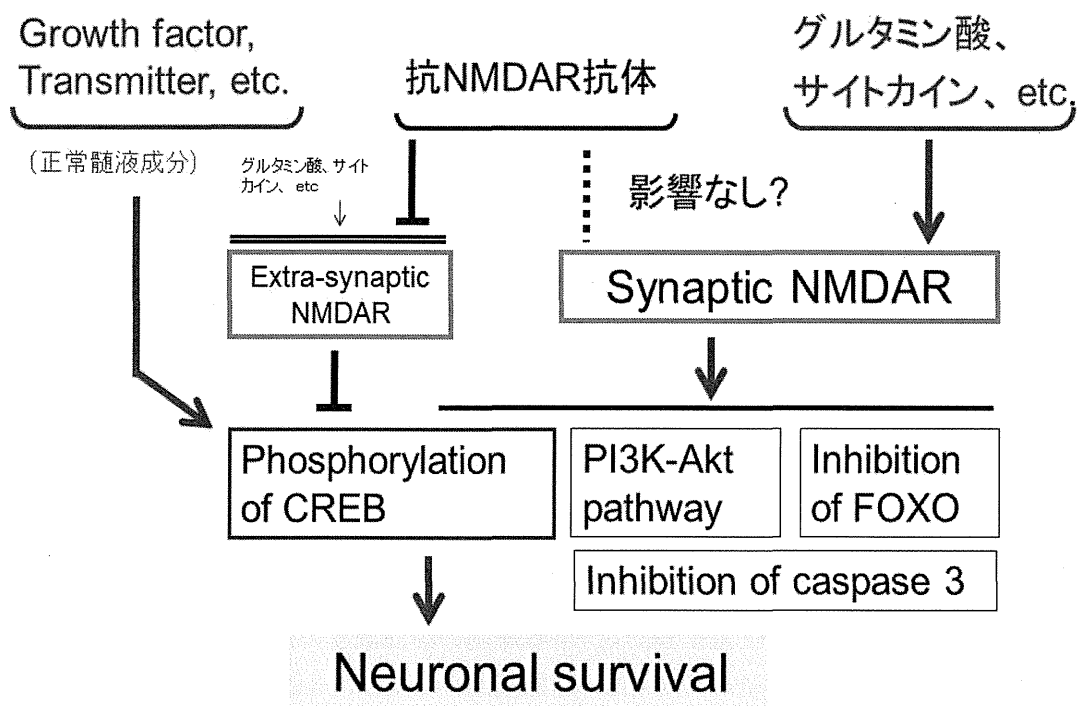 Growth factor,
Transmitter, etc.
(正常髄液成分)
抗NMDAR抗体
グルタミン酸、
サイトカイン、etc.
グルタミン酸、サイト
カイン、 etc
影響なし?
Extra-synaptic
NMDAR
Synaptic NMDAR
Phosphorylation
of CREB
PI3K-Akt
pathway
Inhibition
of FOXO
Inhibition of caspase 3
Neuronal survival